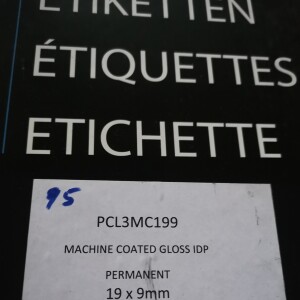 ETIKETTEN
ÉTIQUETTES
ETICHETTE
95
PCL3MC199
MACHINE COATED GLOSS IDP
PERMANENT
19 x 9mm